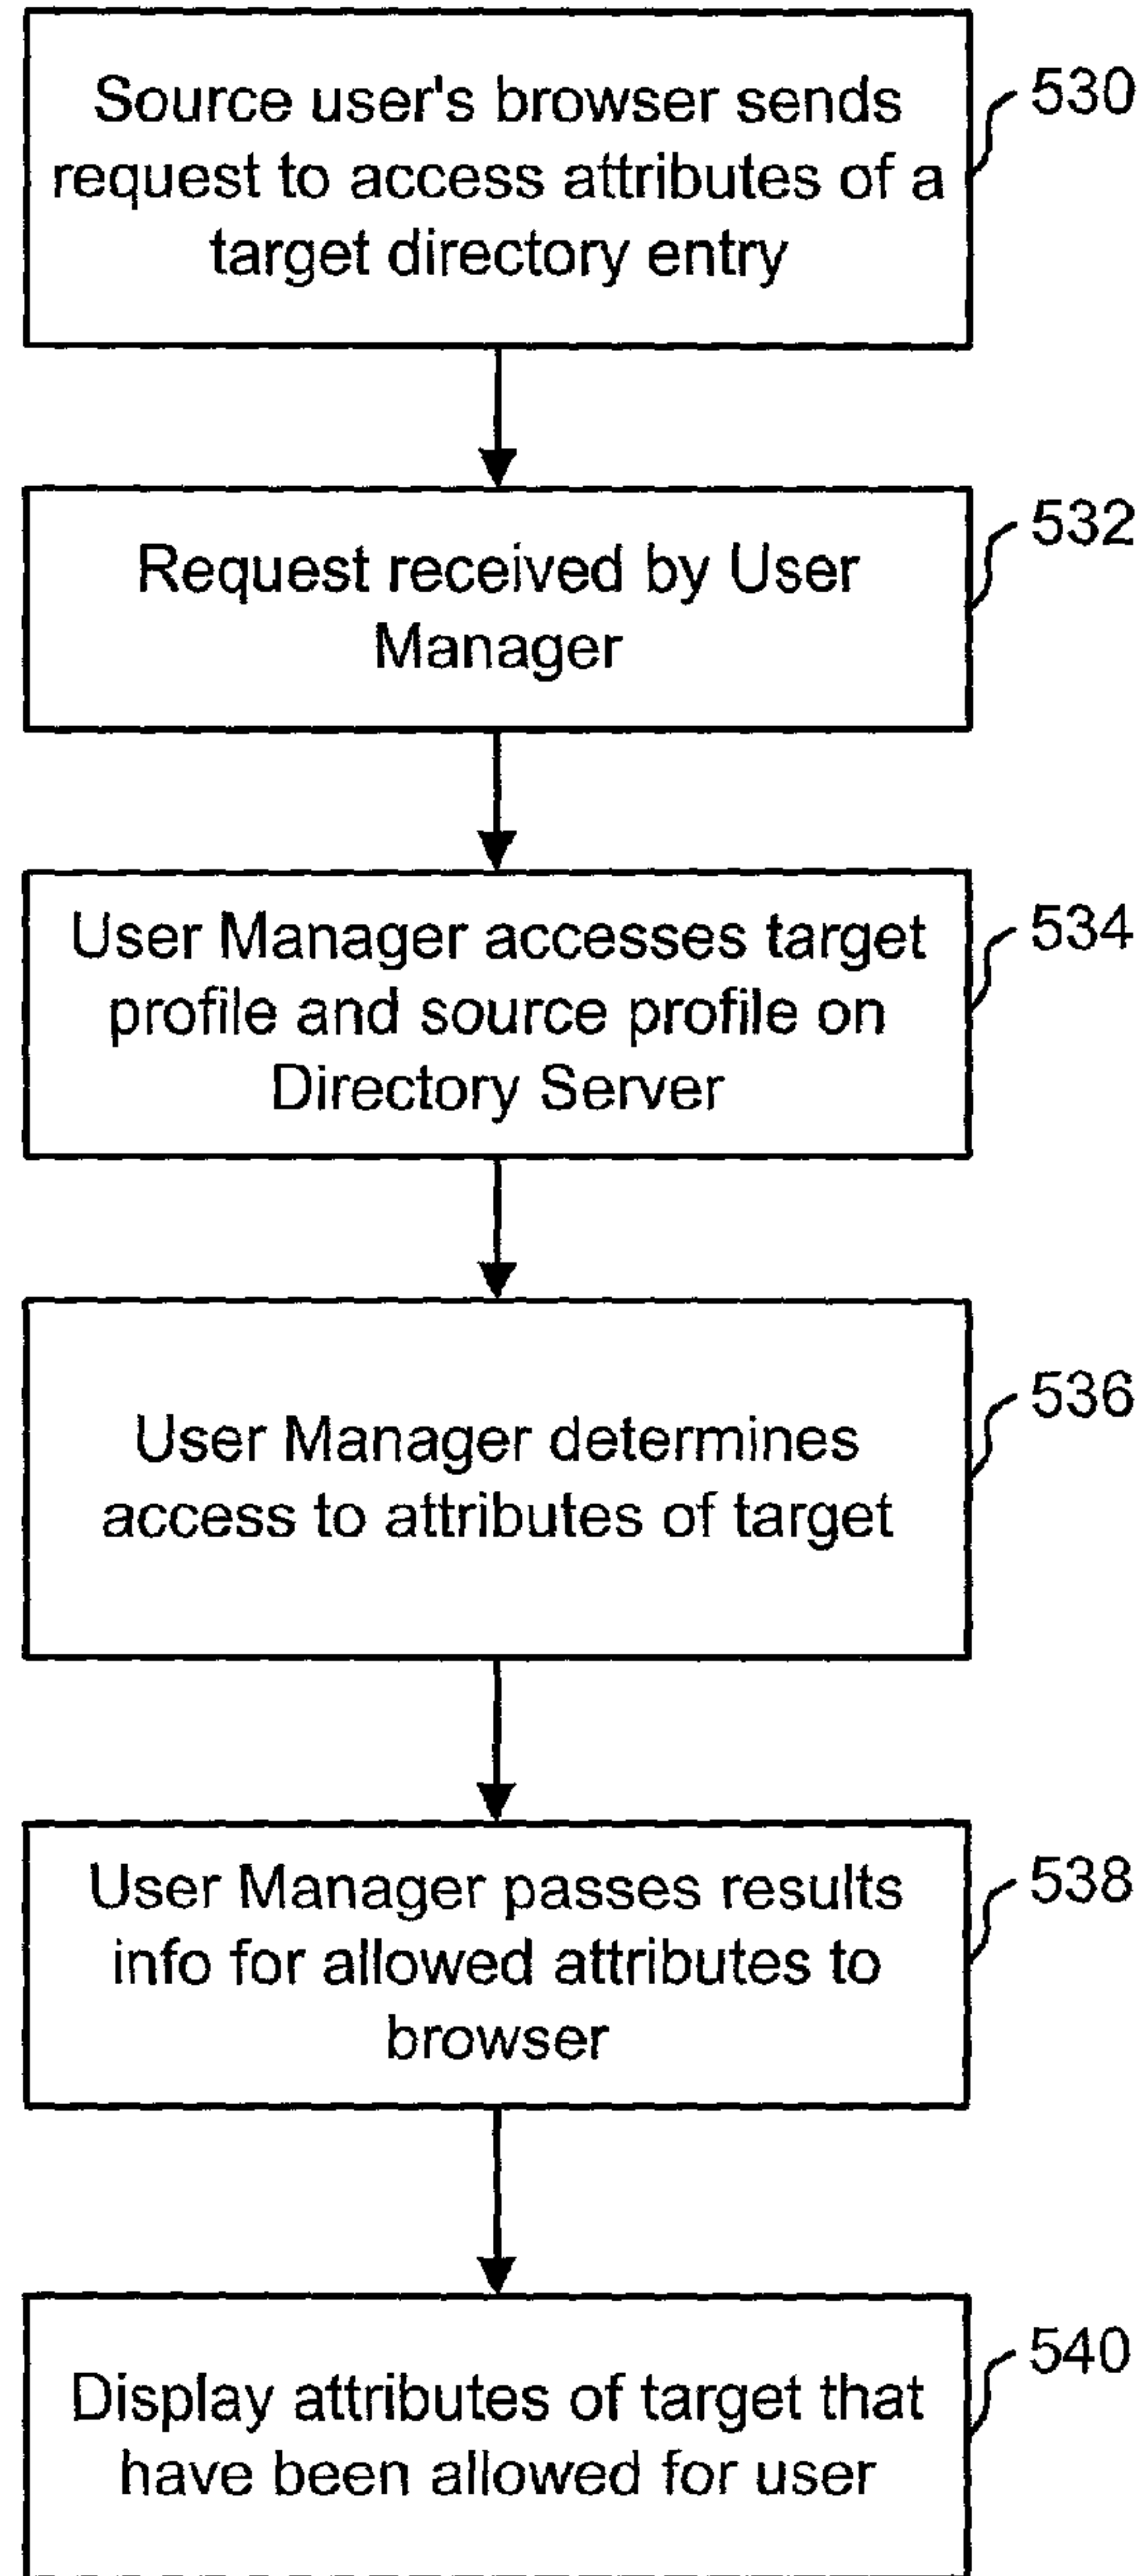 Source user's browser sends
request to access attributes of a
target directory entry
530
Request received by User
Manager
532
User Manager accesses target
profile and source profile on
Directory Server
534
User Manager determines
access to attributes of target
536
User Manager passes results
info for allowed attributes to
browser
538
Display attributes of target that
have been allowed for user
540